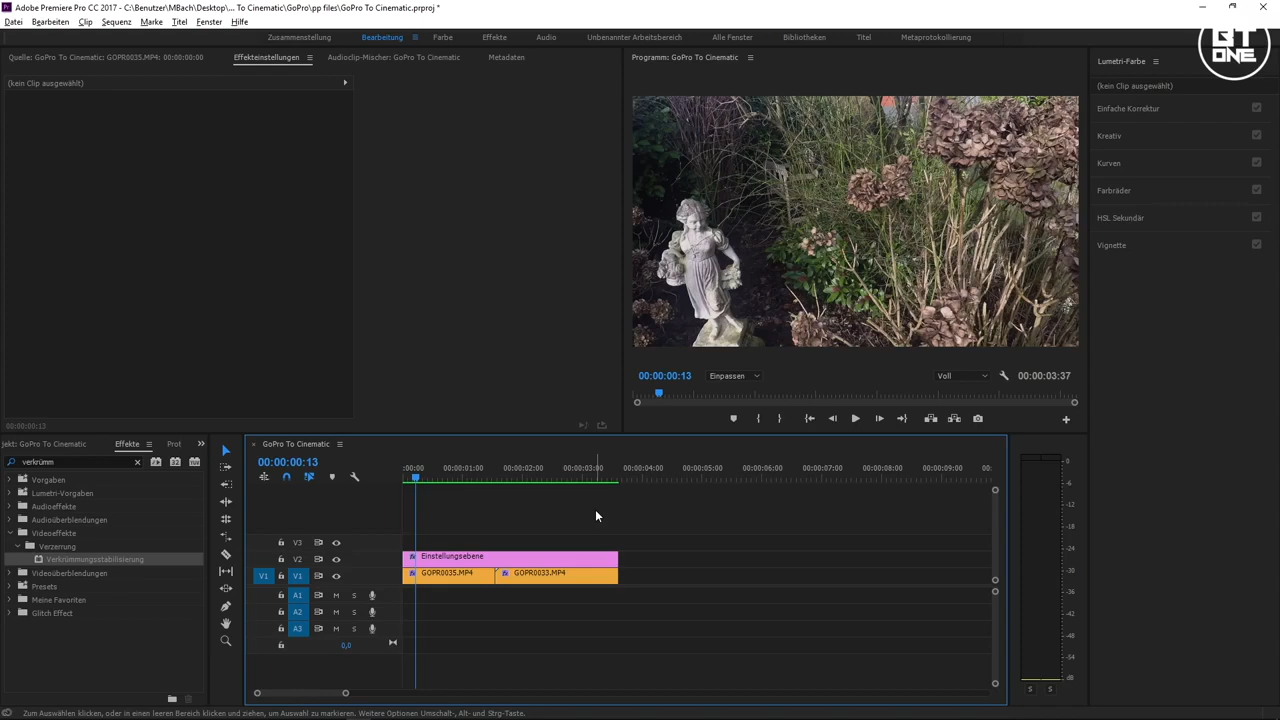 Adobe Premiere Pro CC 2017 - C:\Benutzer\MBach\Desktop\... To Cinematic\GoPro\pp files\GoPro To Cinematic.prproj *
Datei Bearbeiten Clip Sequenz Marke Titel Fenster Hilfe
Zusammenstellung Bearbeitung Farbe Effekte Audio Unbenannter Arbeitsbereich Alle Fenster Bibliotheken Titel Metaprotokollierung
BT ONE
Quelle: GoPro To Cinematic: GOPR0035.MP4: 00:00:00:00 Effekteinstellungen Audioclip-Mischer: GoPro To Cinematic Metadaten
(kein Clip ausgewählt)
00:00:00:13
Programm: GoPro To Cinematic
00:00:00:13 Einpassen Voll 00:00:03:37
Lumetri-Farbe
(kein Clip ausgewählt)
Einfache Korrektur
Kreativ
Kurven
Farbräder
HSL Sekundär
Vignette
jekt: GoPro To Cinematic Effekte Prot
verkrümm
Vorgaben
Lumetri-Vorgaben
Audioeffekte
Audioüberblendungen
Videoeffekte
Verzerrung
Verkrümmungsstabilisierung
Videoüberblendungen
Presets
Meine Favoriten
Glitch Effect
GoPro To Cinematic
00:00:00:13
:00:00 00:00:01:00 00:00:02:00 00:00:03:00 00:00:04:00 00:00:05:00 00:00:06:00 00:00:07:00 00:00:08:00 00:00:09:00 00:
V3
V2 Einstellungsebene
V1 V1 GOPR0035.MP4 GOPR0033.MP4
A1 M S
A2 M S
A3 M S
0,0
0
-6
-12
-18
-24
-30
-36
-42
-48
-54
dB
S S
Zum Auswählen klicken, oder in einen leeren Bereich klicken und ziehen, um Auswahl zu markieren. Weitere Optionen Umschalt-, Alt- und Strg-Taste.